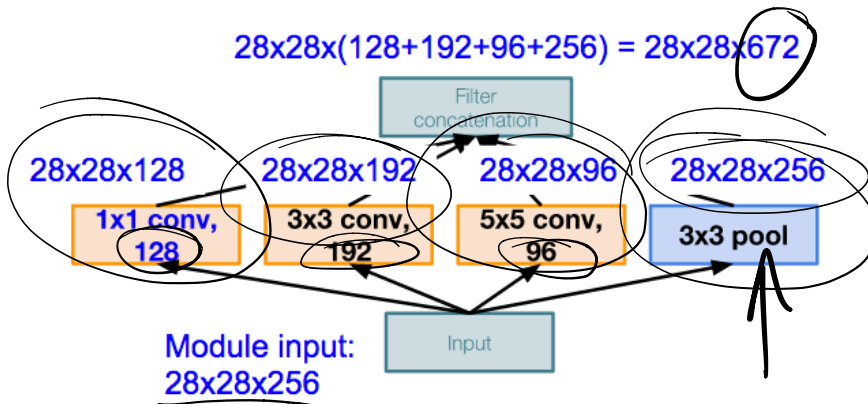 28x28x(128+192+96+256) = 28x28x672
Filter
concatenation
28x28x128
28x28x192
28x28x96
28x28x256
1x1 conv,
128
3x3 conv,
192
5x5 conv,
96
3x3 pool
Input
Module input:
28x28x256